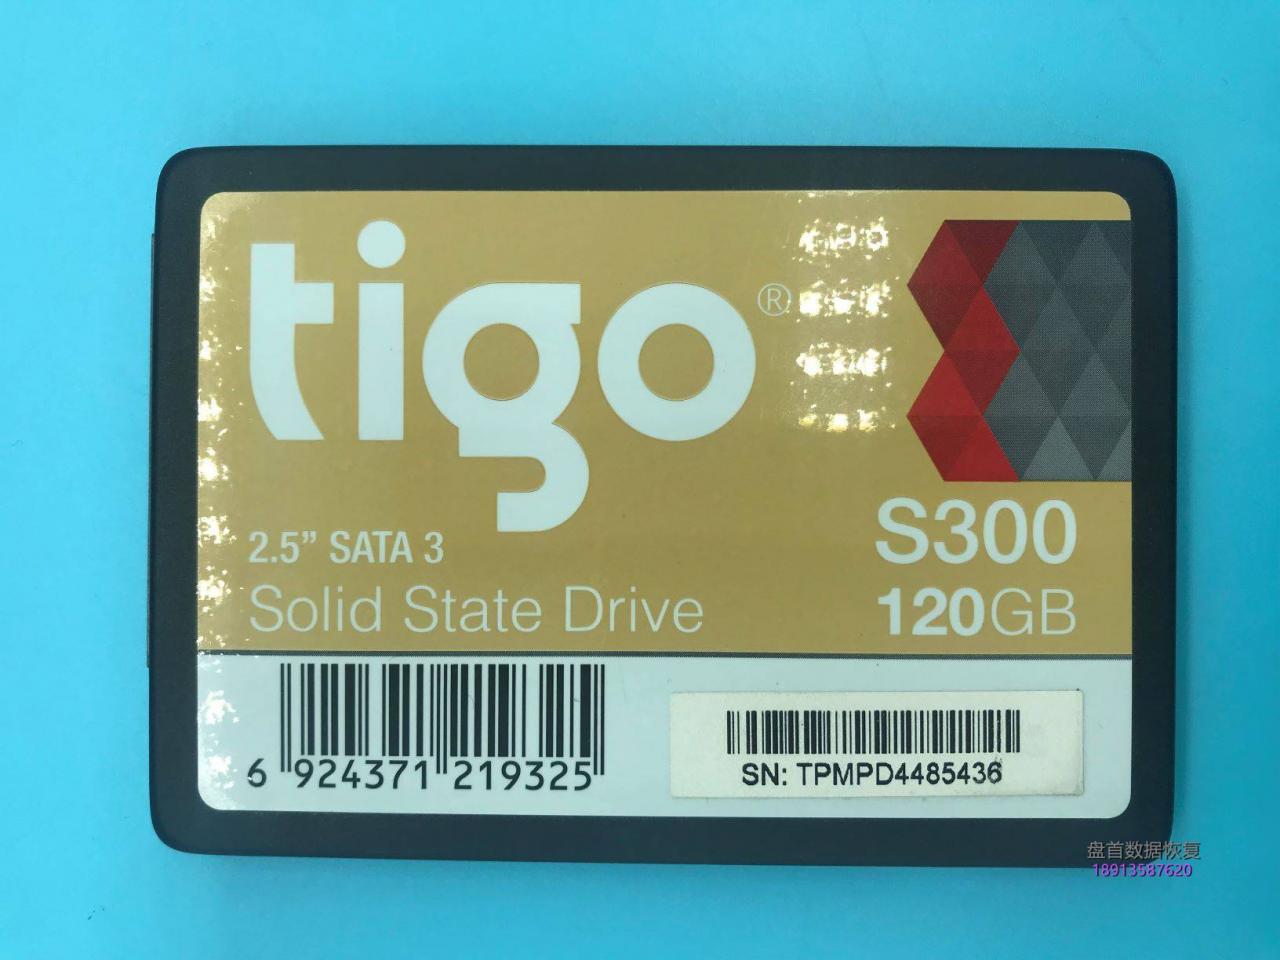 tigo®
2.5” SATA 3
Solid State Drive
S300
120GB
6 924371 219325
SN: TPMPD4485436
盘首数据恢复
18913587620